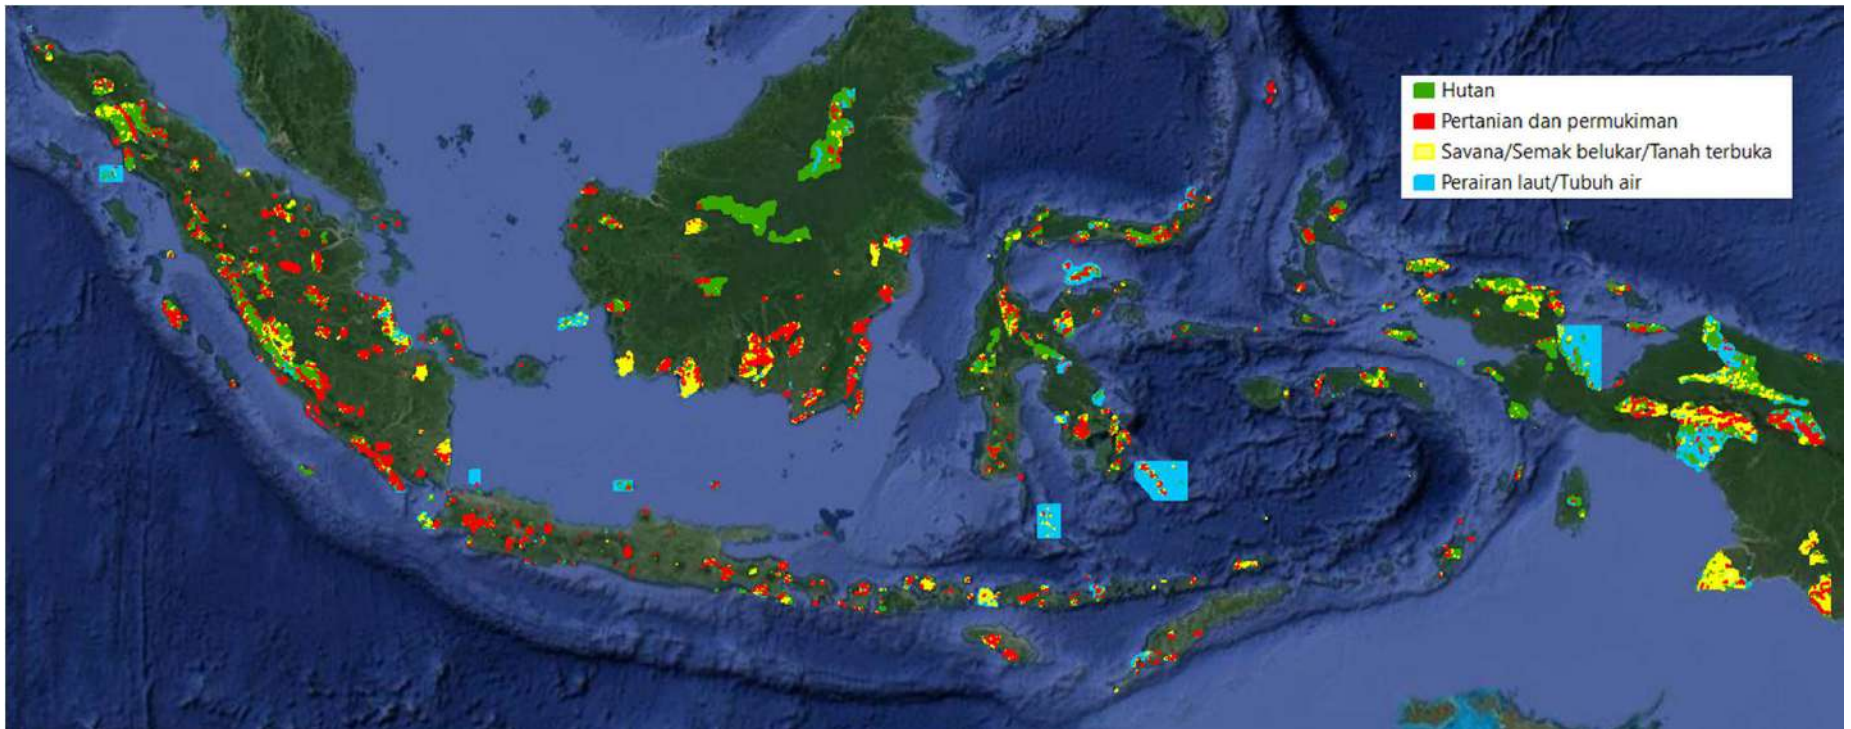 Hutan
Pertanian dan permukiman
Savana/Semak belukar/Tanah terbuka
Perairan laut/Tubuh air